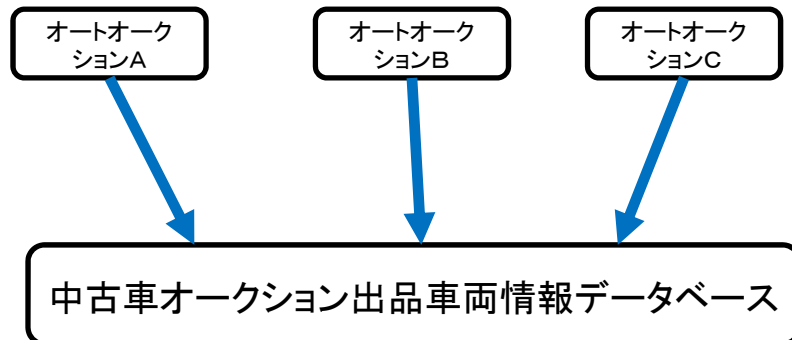 オートオーク
ションA
オートオーク
ションB
オートオーク
ションC
中古車オークション出品車両情報データベース